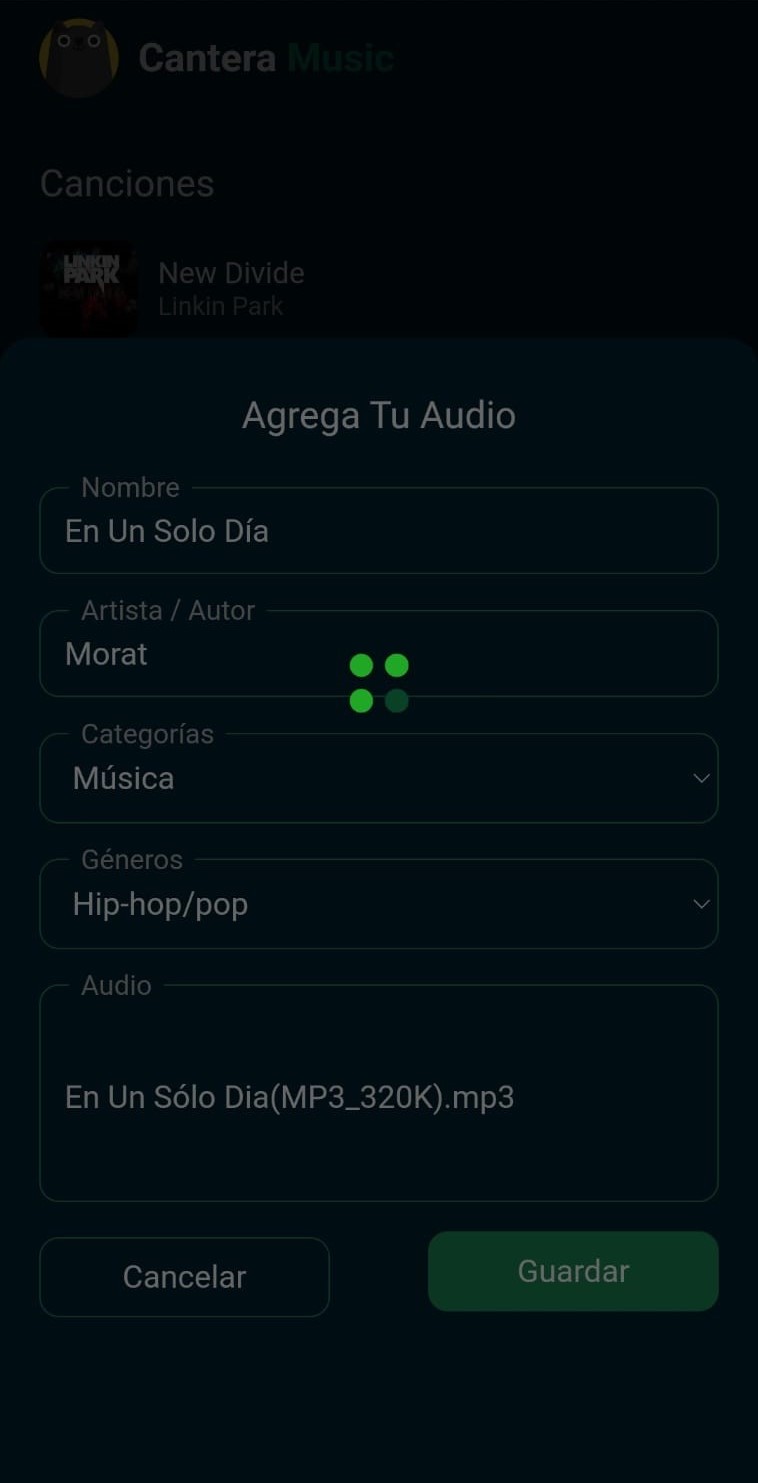 Cantera Music
Canciones
LINKIN
PARK
New Divide
Linkin Park
Agrega Tu Audio
Nombre
En Un Solo Día
Artista / Autor
Morat
Categorías
Música
Géneros
Hip-hop/pop
Audio
En Un Sólo Dia(MP3_320K).mp3
Cancelar
Guardar